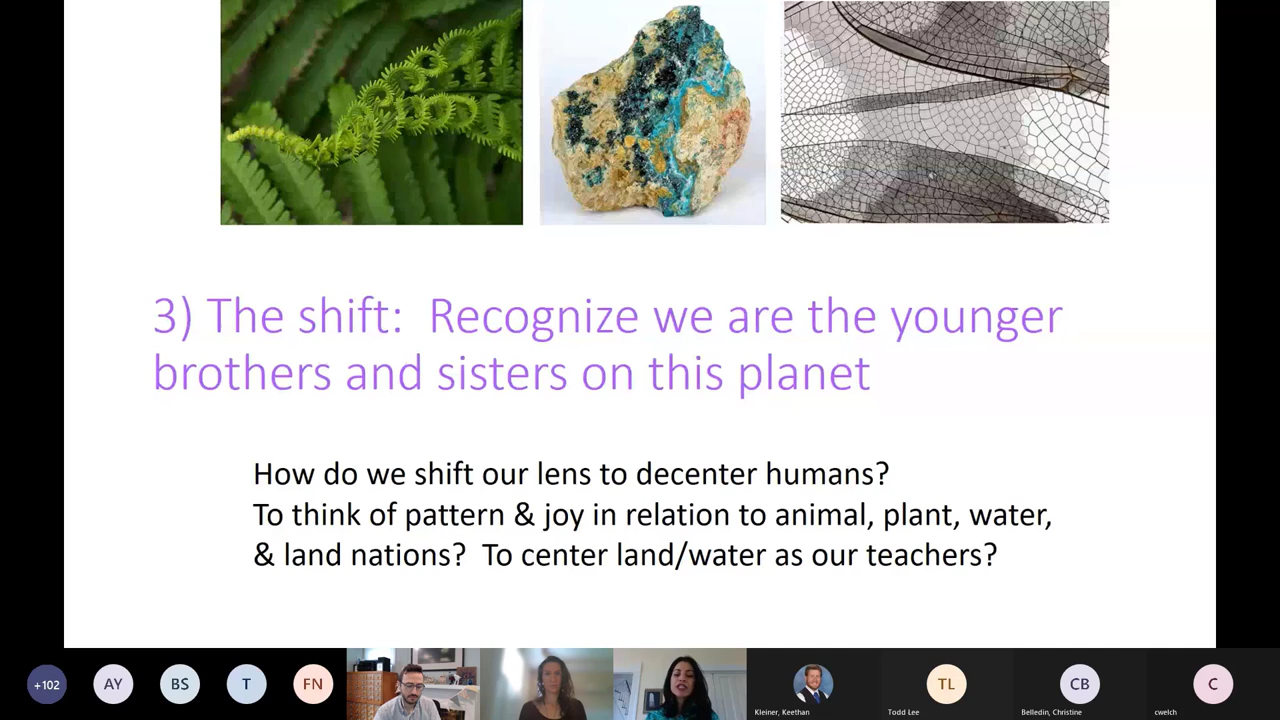 3) The shift: Recognize we are the younger
brothers and sisters on this planet
How do we shift our lens to decenter humans?
To think of pattern & joy in relation to animal, plant, water,
& land nations? To center land/water as our teachers?
+102
AY
BS
T
FN
Kleiner, Keethan
TL
Todd Lee
CB
Belledin, Christine
C
cwelch